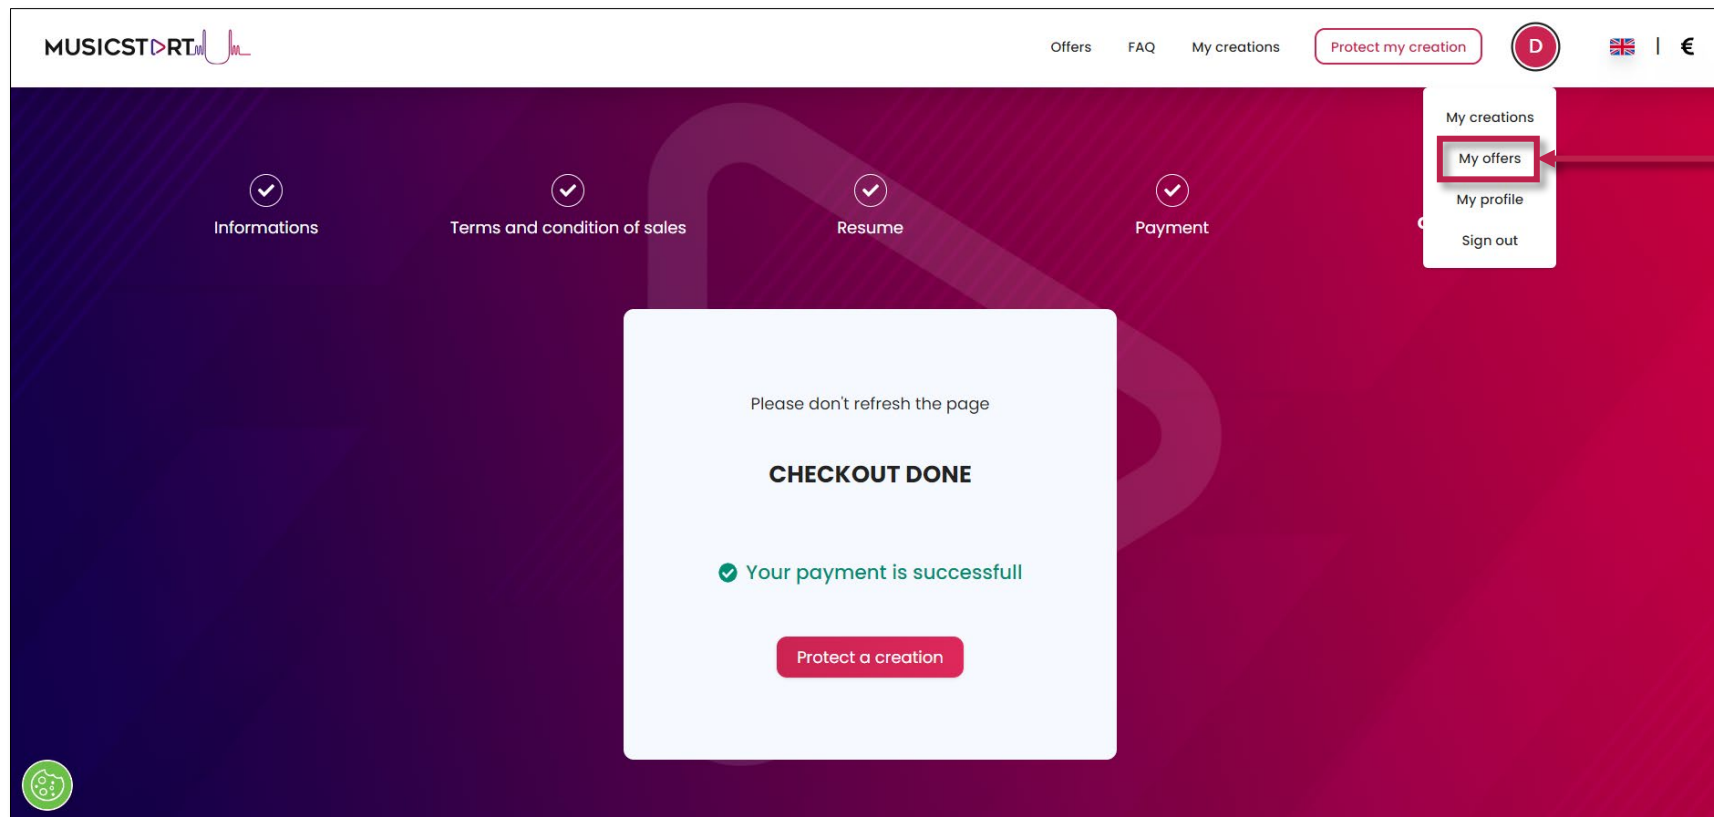 MUSICSTART
Offers FAQ My creations Protect my creation D | €
My creations
My offers
My profile
Sign out
Informations Terms and condition of sales Resume Payment
Please don't refresh the page
CHECKOUT DONE
Your payment is successfull
Protect a creation